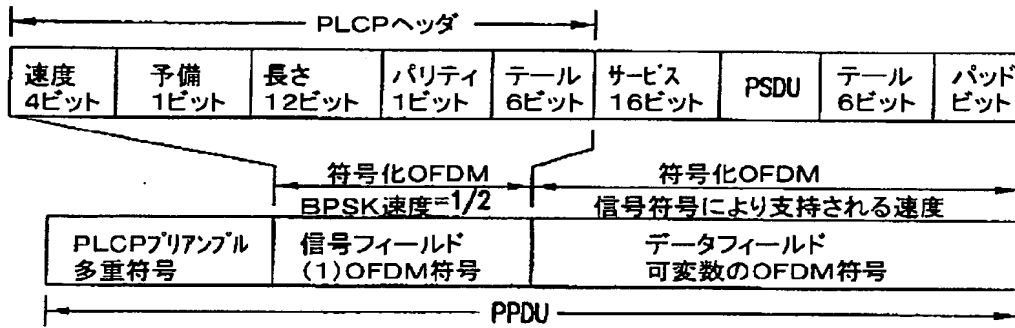 PLCPヘッダ
速度 予備 長さ パリティ テール サービス PSDU テール パッド
4ビット 1ビット 12ビット 1ビット 6ビット 16ビット 6ビット ビット
符号化OFDM 符号化OFDM
BPSK速度=1/2 信号符号により支持される速度
PLCPプリアンブル 信号フィールド データフィールド
多重符号 (1)OFDM符号 可変数のOFDM符号
PPDU